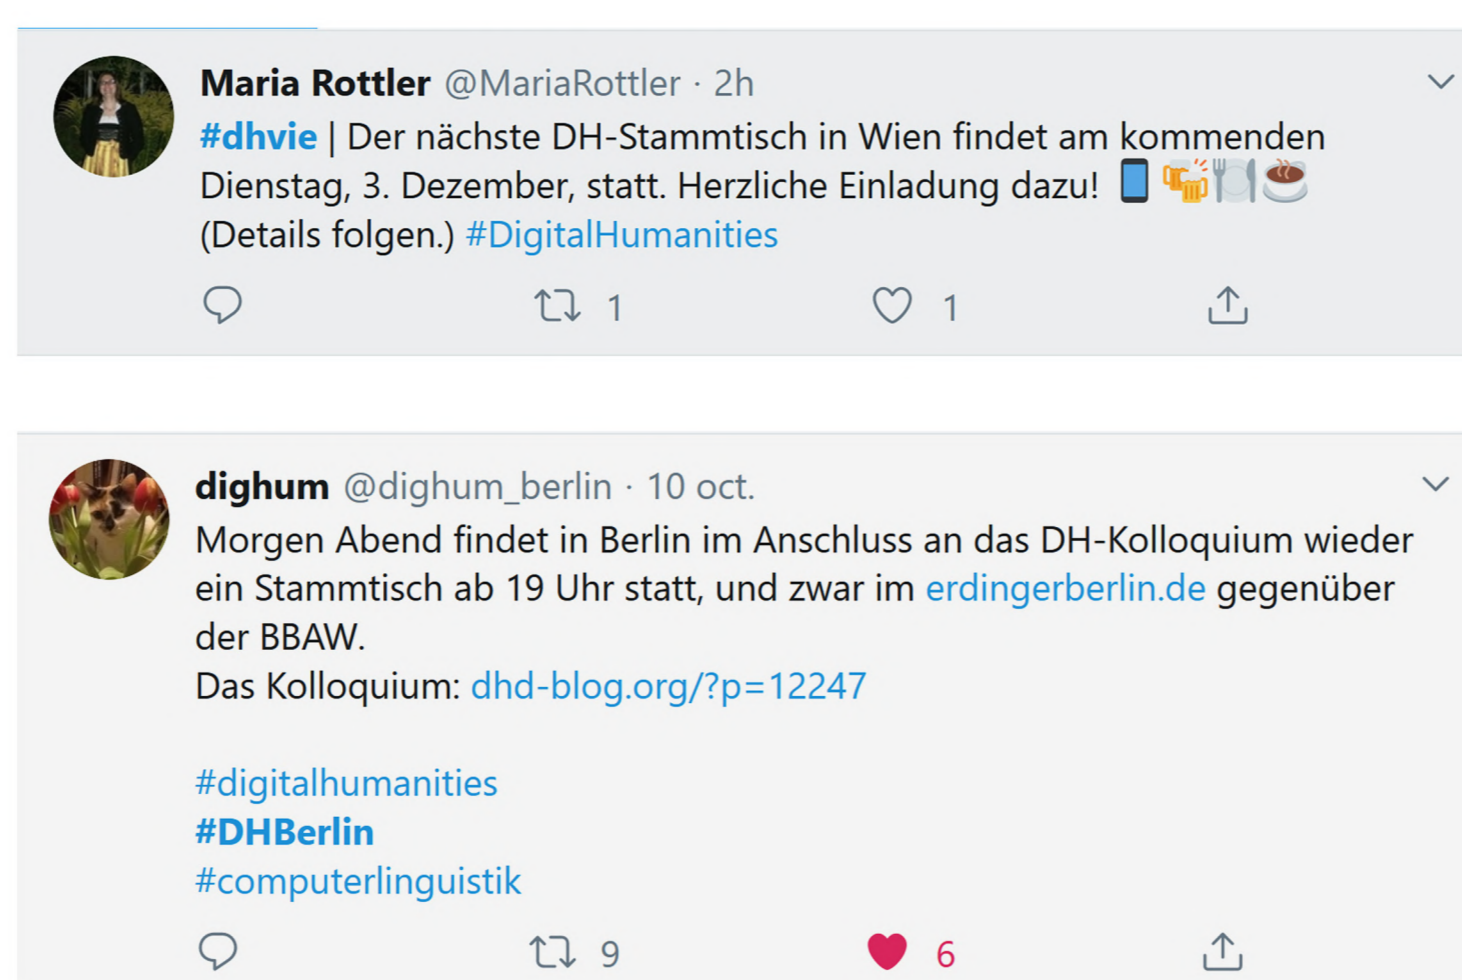 Maria Rottler @MariaRottler · 2h
#dhvie | Der nächste DH-Stammtisch in Wien findet am kommenden
Dienstag, 3. Dezember, statt. Herzliche Einladung dazu! 📱 🍻🍽️☕
(Details folgen.) #DigitalHumanities
1 1
dighum @dighum_berlin · 10 oct.
Morgen Abend findet in Berlin im Anschluss an das DH-Kolloquium wieder
ein Stammtisch ab 19 Uhr statt, und zwar im erdingerberlin.de gegenüber
der BBAW.
Das Kolloquium: dhd-blog.org/?p=12247
#digitalhumanities
#DHBerlin
#computerlinguistik
9 6